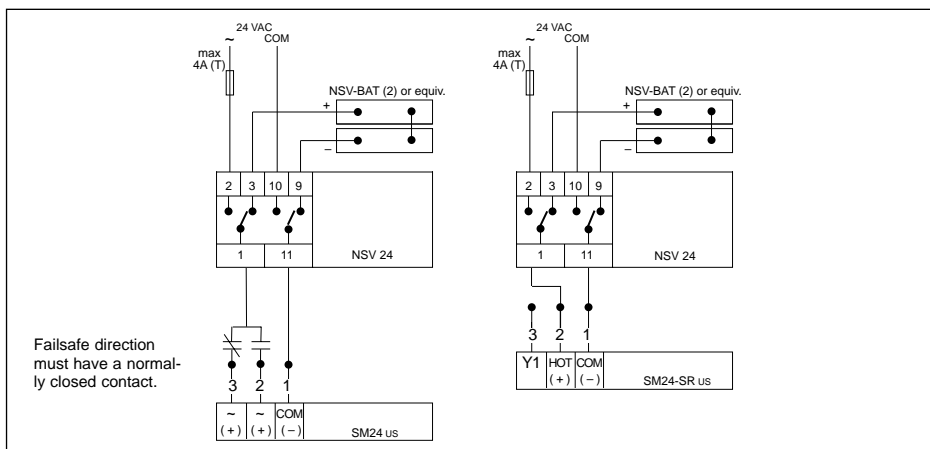 24 VAC
~ COM
max
4A (T)
NSV-BAT (2) or equiv.
+
–
2 3 10 9
1 11 NSV 24
Failsafe direction
must have a normal-
ly closed contact.
3 2 1
~ ~ COM
(+) (+) (–)
SM24 US
24 VAC
~ COM
max
4A (T)
NSV-BAT (2) or equiv.
+
–
2 3 10 9
1 11 NSV 24
3 2 1
Y1 HOT COM
(+) (–)
SM24-SR US